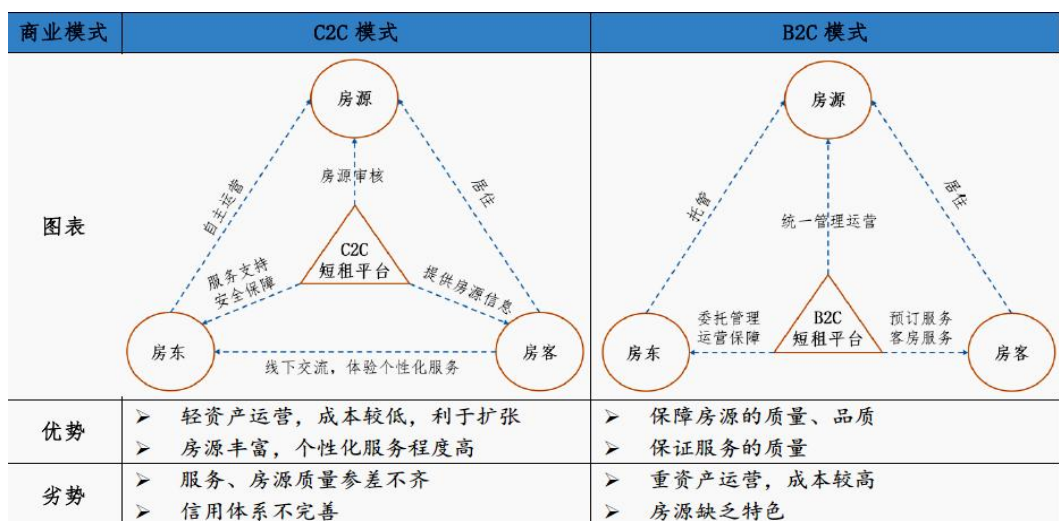 商业模式 C2C 模式 B2C 模式
图表
房源
房源审核
自主运营
居住
C2C
短租平台
服务支持
安全保障
提供房源信息
房东
房客
线下交流，体验个性化服务
房源
托管
统一管理运营
居住
B2C
短租平台
委托管理
运营保障
预订服务
客房服务
房东
房客
优势
➢ 轻资产运营，成本较低，利于扩张
➢ 房源丰富，个性化服务程度高
➢ 保障房源的质量、品质
➢ 保证服务的质量
劣势
➢ 服务、房源质量参差不齐
➢ 信用体系不完善
➢ 重资产运营，成本较高
➢ 房源缺乏特色